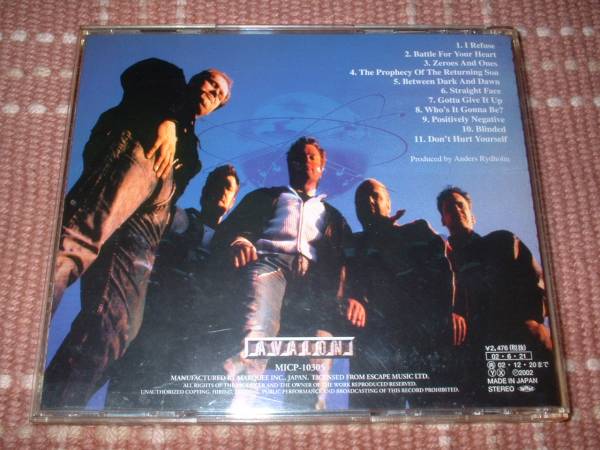 1. I Refuse
2. Battle For Your Heart
3. Zeroes And Ones
4. The Prophecy Of The Returning Son
5. Between Dark And Dawn
6. Straight Face
7. Gotta Give It Up
8. Who's It Gonna Be?
9. Positively Negative
10. Blinded
11. Don't Hurt Yourself
Produced by Anders Rydholm
AVALON
MICP-10305
MANUFACTURED BY MARQUEE INC. JAPAN. LICENSED FROM ESCAPE MUSIC LTD.
ALL RIGHTS OF THE PRODUCER AND THE OWNER OF THE WORK REPRODUCED RESERVED.
UNAUTHORIZED COPYING, HIRING, PUBLIC PERFORMANCE AND BROADCASTING OF THIS RECORD PROHIBITED.
¥2,476 (税抜)
02・6・21
再 02・12・20まで
Y X ℗2002
MADE IN JAPAN
STEREO